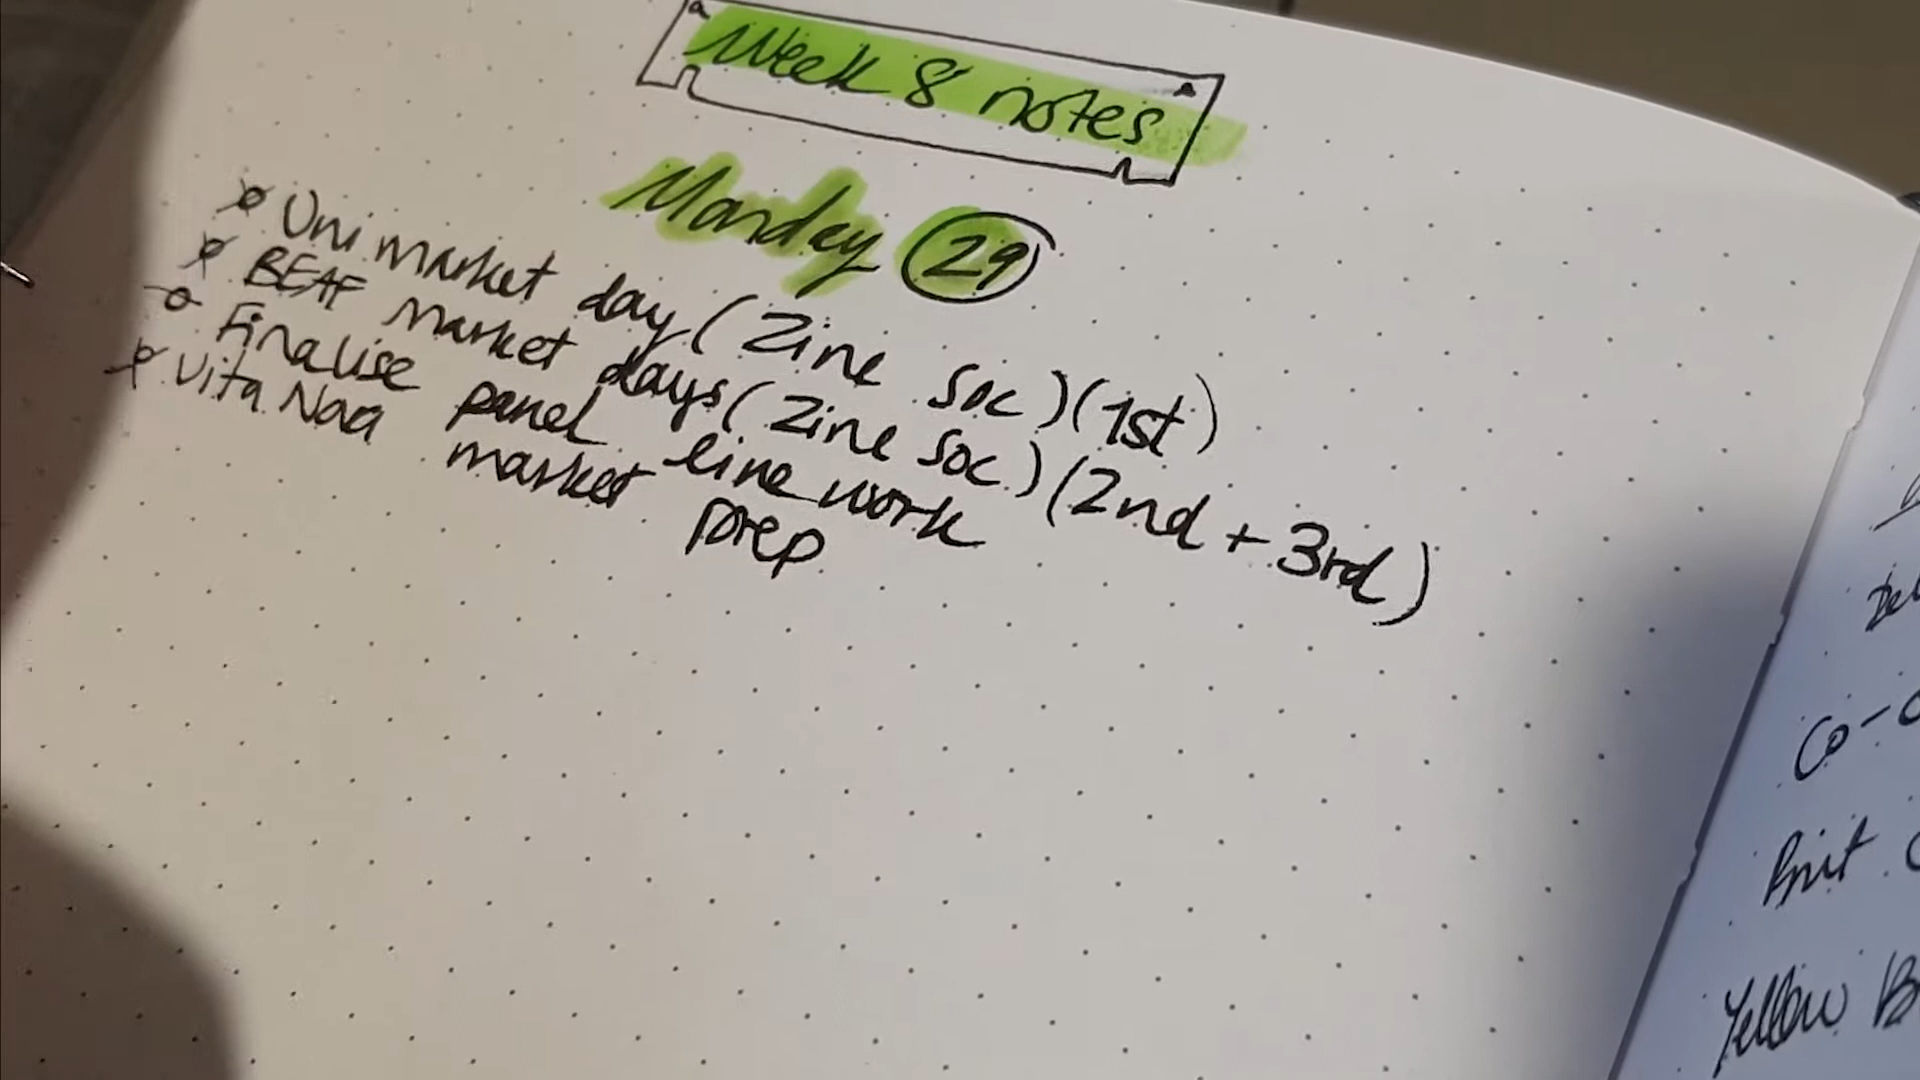 Week 8 notes
Monday 29
Uni market day (Zine Soc) (1st)
BEAF market days (Zine Soc) (2nd + 3rd)
Finalise panel line work
Vita Nova market prep
Co-
Print
Yellow B